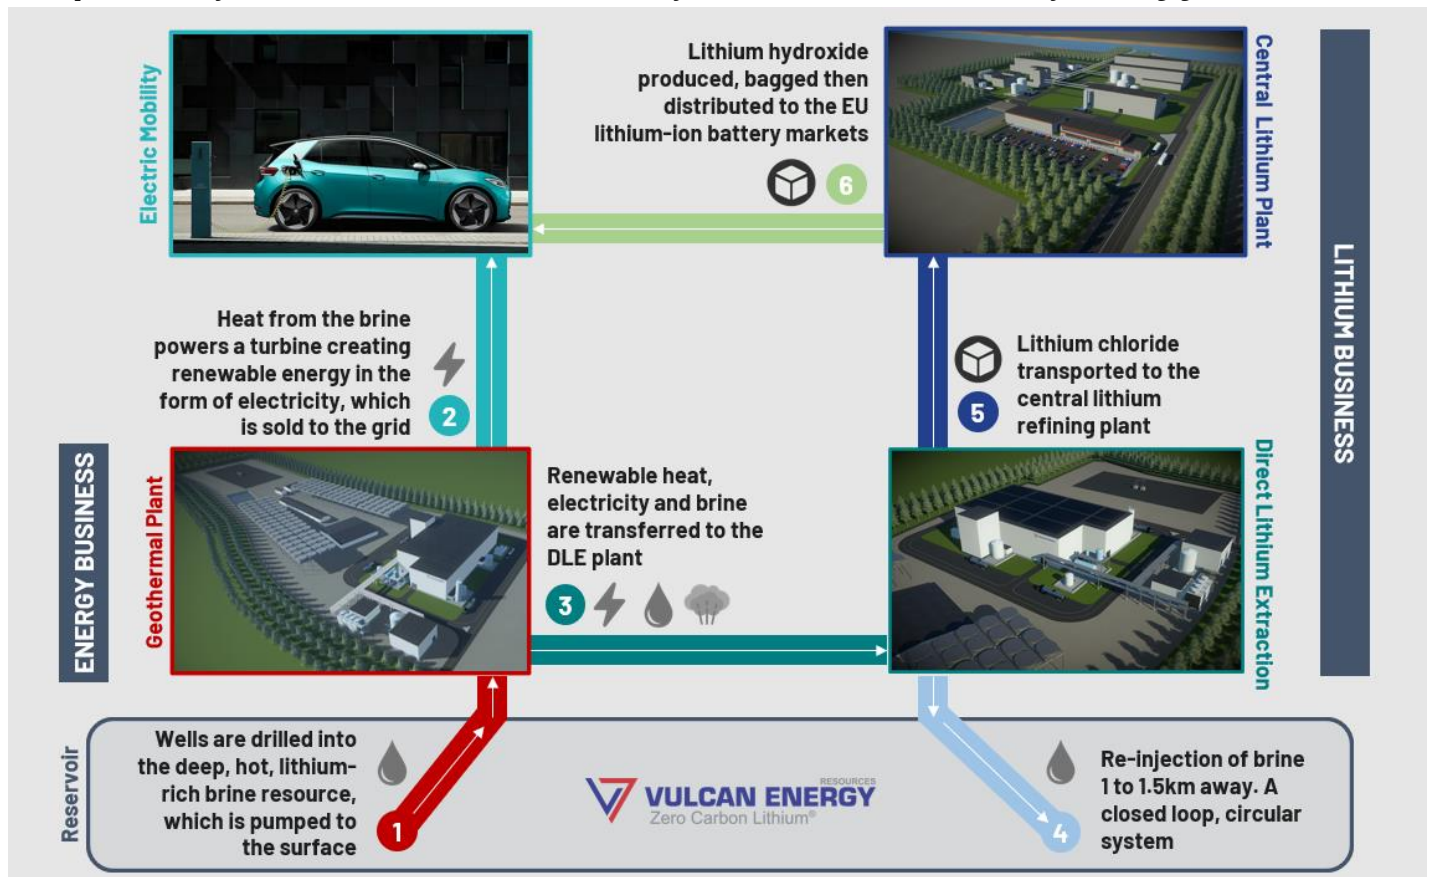 Electric Mobility
Lithium hydroxide
produced, bagged then
distributed to the EU
lithium-ion battery markets
6
Central Lithium Plant
LITHIUM BUSINESS
Heat from the brine
powers a turbine creating
renewable energy in the
form of electricity, which
is sold to the grid
2
5
Lithium chloride
transported to the
central lithium
refining plant
ENERGY BUSINESS
Geothermal Plant
Renewable heat,
electricity and brine
are transferred to the
DLE plant
3
Direct Lithium Extraction
Reservoir
Wells are drilled into
the deep, hot, lithium-
rich brine resource,
which is pumped to
the surface
1
VULCAN ENERGY
RESOURCES
Zero Carbon Lithium®
4
Re-injection of brine
1 to 1.5km away. A
closed loop, circular
system